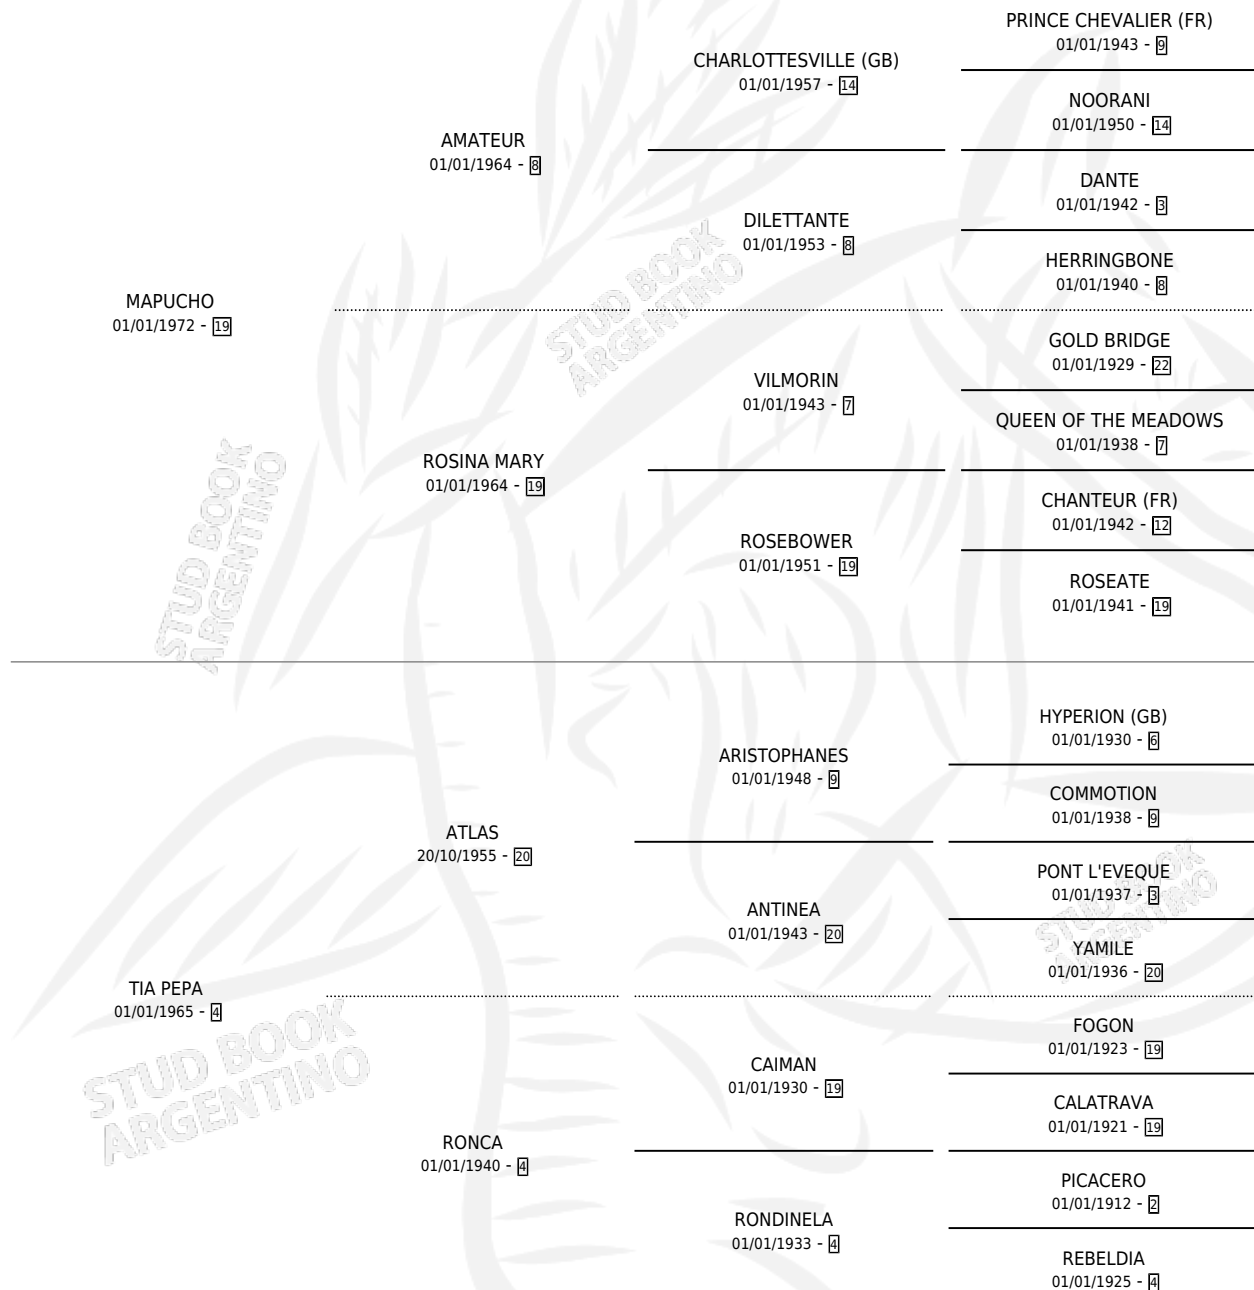 PRINCE CHEVALIER (FR)
01/01/1943 - 9
CHARLOTTESVILLE (GB)
01/01/1957 - 14
NOORANI
01/01/1950 - 14
AMATEUR
01/01/1964 - 8
DANTE
01/01/1942 - 3
DILETTANTE
01/01/1953 - 8
HERRINGBONE
01/01/1940 - 8
MAPUCHO
01/01/1972 - 19
GOLD BRIDGE
01/01/1929 - 22
VILMORIN
01/01/1943 - 7
QUEEN OF THE MEADOWS
01/01/1938 - 7
ROSINA MARY
01/01/1964 - 19
CHANTEUR (FR)
01/01/1942 - 12
ROSEBOWER
01/01/1951 - 19
ROSEATE
01/01/1941 - 19
HYPERION (GB)
01/01/1930 - 6
ARISTOPHANES
01/01/1948 - 9
COMMOTION
01/01/1938 - 9
ATLAS
20/10/1955 - 20
PONT L'EVEQUE
01/01/1937 - 3
ANTINEA
01/01/1943 - 20
YAMILE
01/01/1936 - 20
TIA PEPA
01/01/1965 - 4
FOGON
01/01/1923 - 19
CAIMAN
01/01/1930 - 19
CALATRAVA
01/01/1921 - 19
RONCA
01/01/1940 - 4
PICACERO
01/01/1912 - 2
RONDINELA
01/01/1933 - 4
REBELDIA
01/01/1925 - 4
STUD BOOK
ARGENTINO
STUD BOOK
ARGENTINO
STUD BOOK
ARGENTINO
STUD BOOK
ARGENTINO